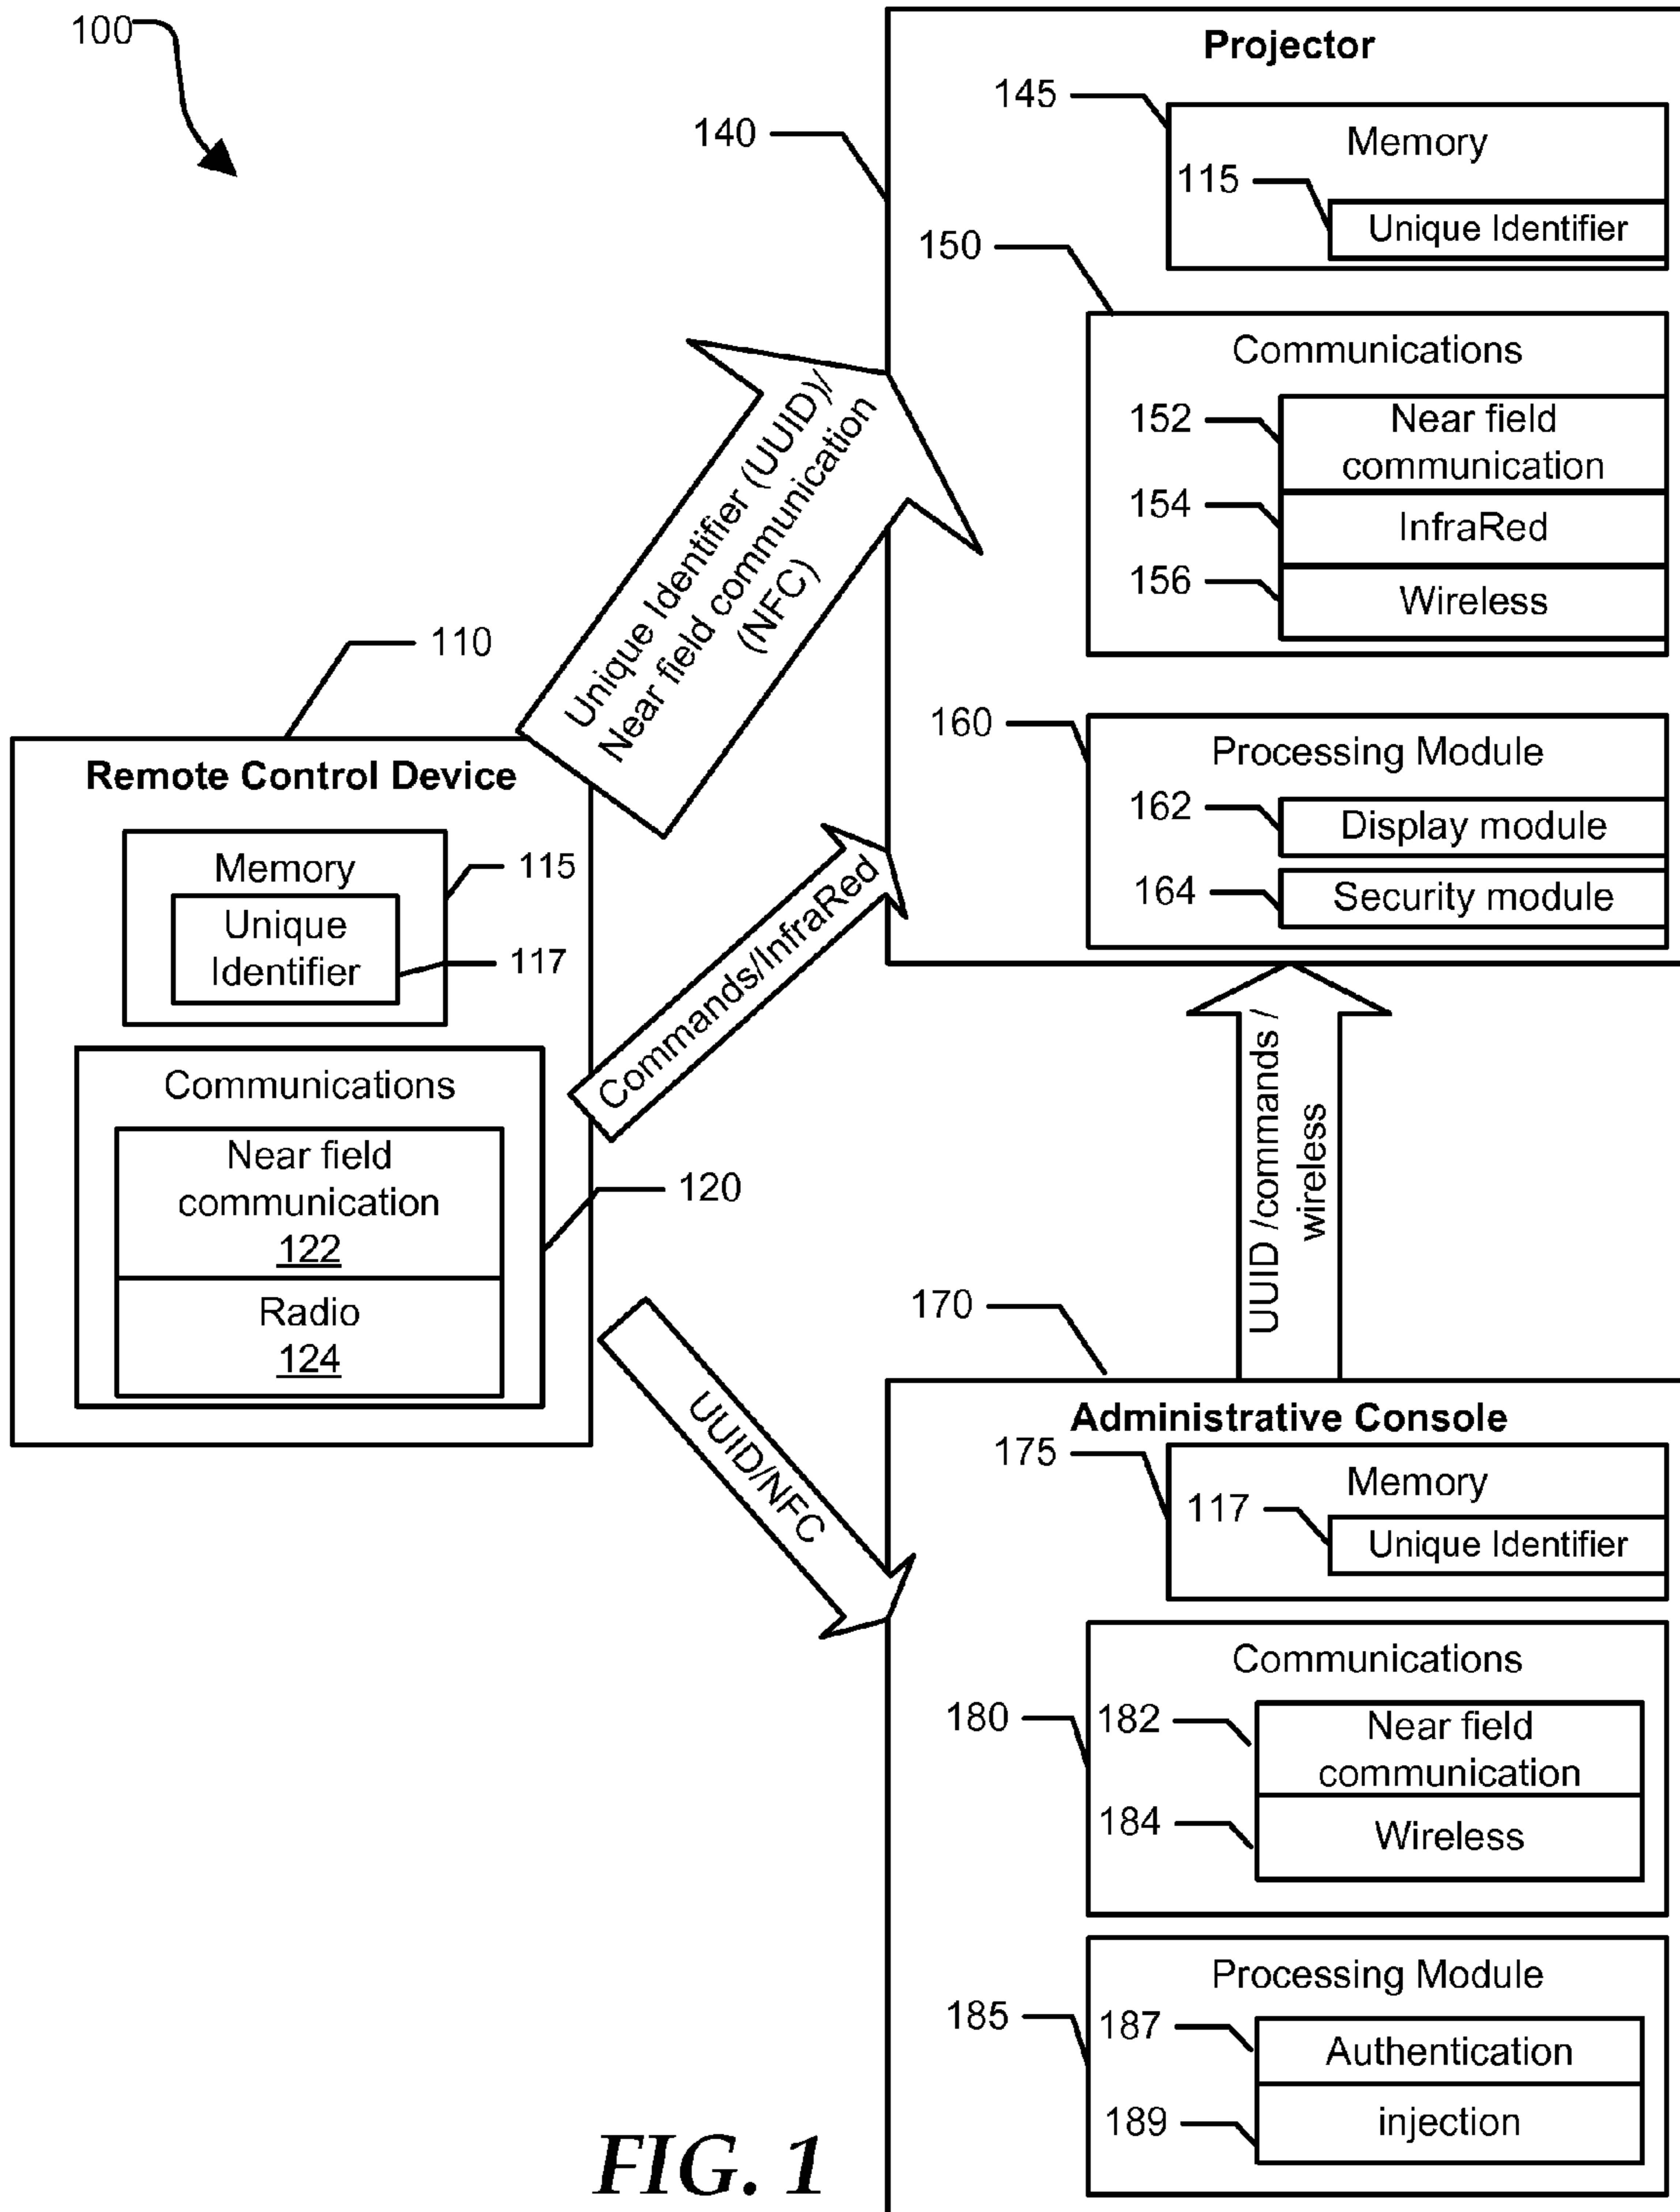 100
Projector
145
Memory
140
115
Unique Identifier
150
Communications
152
Near field
communication
154
InfraRed
156
Wireless
160
Processing Module
162
Display module
164
Security module
Unique Identifier (UUID)/
Near field communication
(NFC)
110
Remote Control Device
Memory
115
Unique
Identifier
117
Communications
Near field
communication
122
Radio
124
120
Commands/InfraRed
UUID/NFC
UUID /commands /
wireless
170
Administrative Console
175
Memory
117
Unique Identifier
Communications
180
182
Near field
communication
184
Wireless
Processing Module
185
187
Authentication
189
injection
FIG. 1